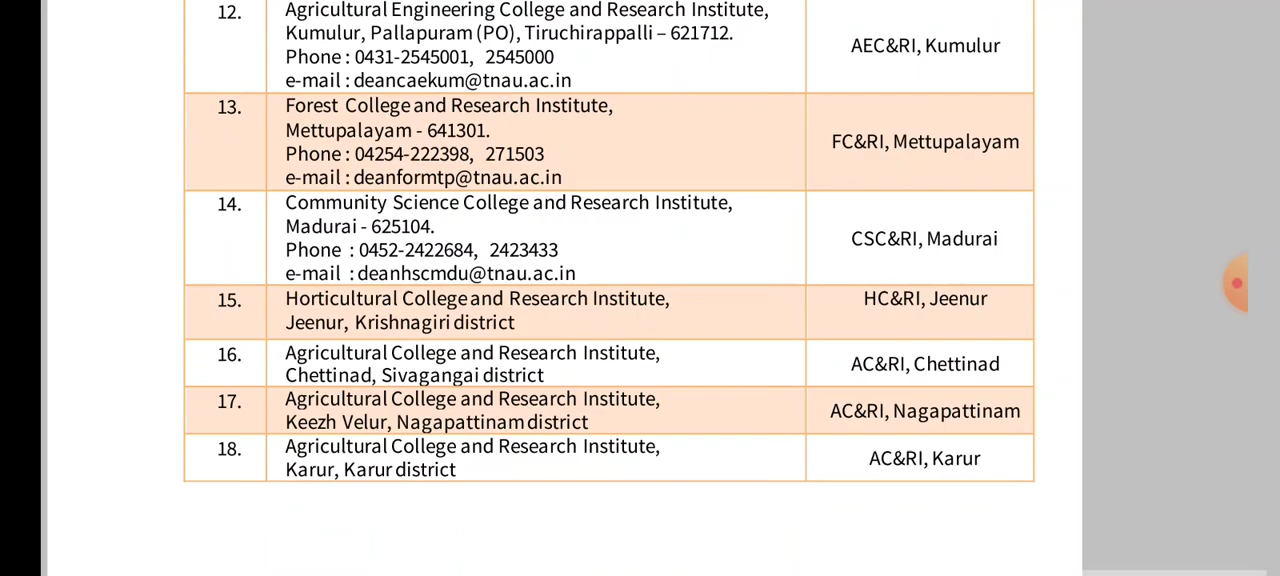 12.
Agricultural Engineering College and Research Institute,
Kumulur, Pallapuram (PO), Tiruchirappalli – 621712.
Phone : 0431-2545001, 2545000
e-mail : deancaekum@tnau.ac.in
AEC&RI, Kumulur
13.
Forest College and Research Institute,
Mettupalayam - 641301.
Phone : 04254-222398, 271503
e-mail : deanformtp@tnau.ac.in
FC&RI, Mettupalayam
14.
Community Science College and Research Institute,
Madurai - 625104.
Phone : 0452-2422684, 2423433
e-mail : deanhscmdu@tnau.ac.in
CSC&RI, Madurai
15.
Horticultural College and Research Institute,
Jeenur, Krishnagiri district
HC&RI, Jeenur
16.
Agricultural College and Research Institute,
Chettinad, Sivagangai district
AC&RI, Chettinad
17.
Agricultural College and Research Institute,
Keezh Velur, Nagapattinam district
AC&RI, Nagapattinam
18.
Agricultural College and Research Institute,
Karur, Karur district
AC&RI, Karur